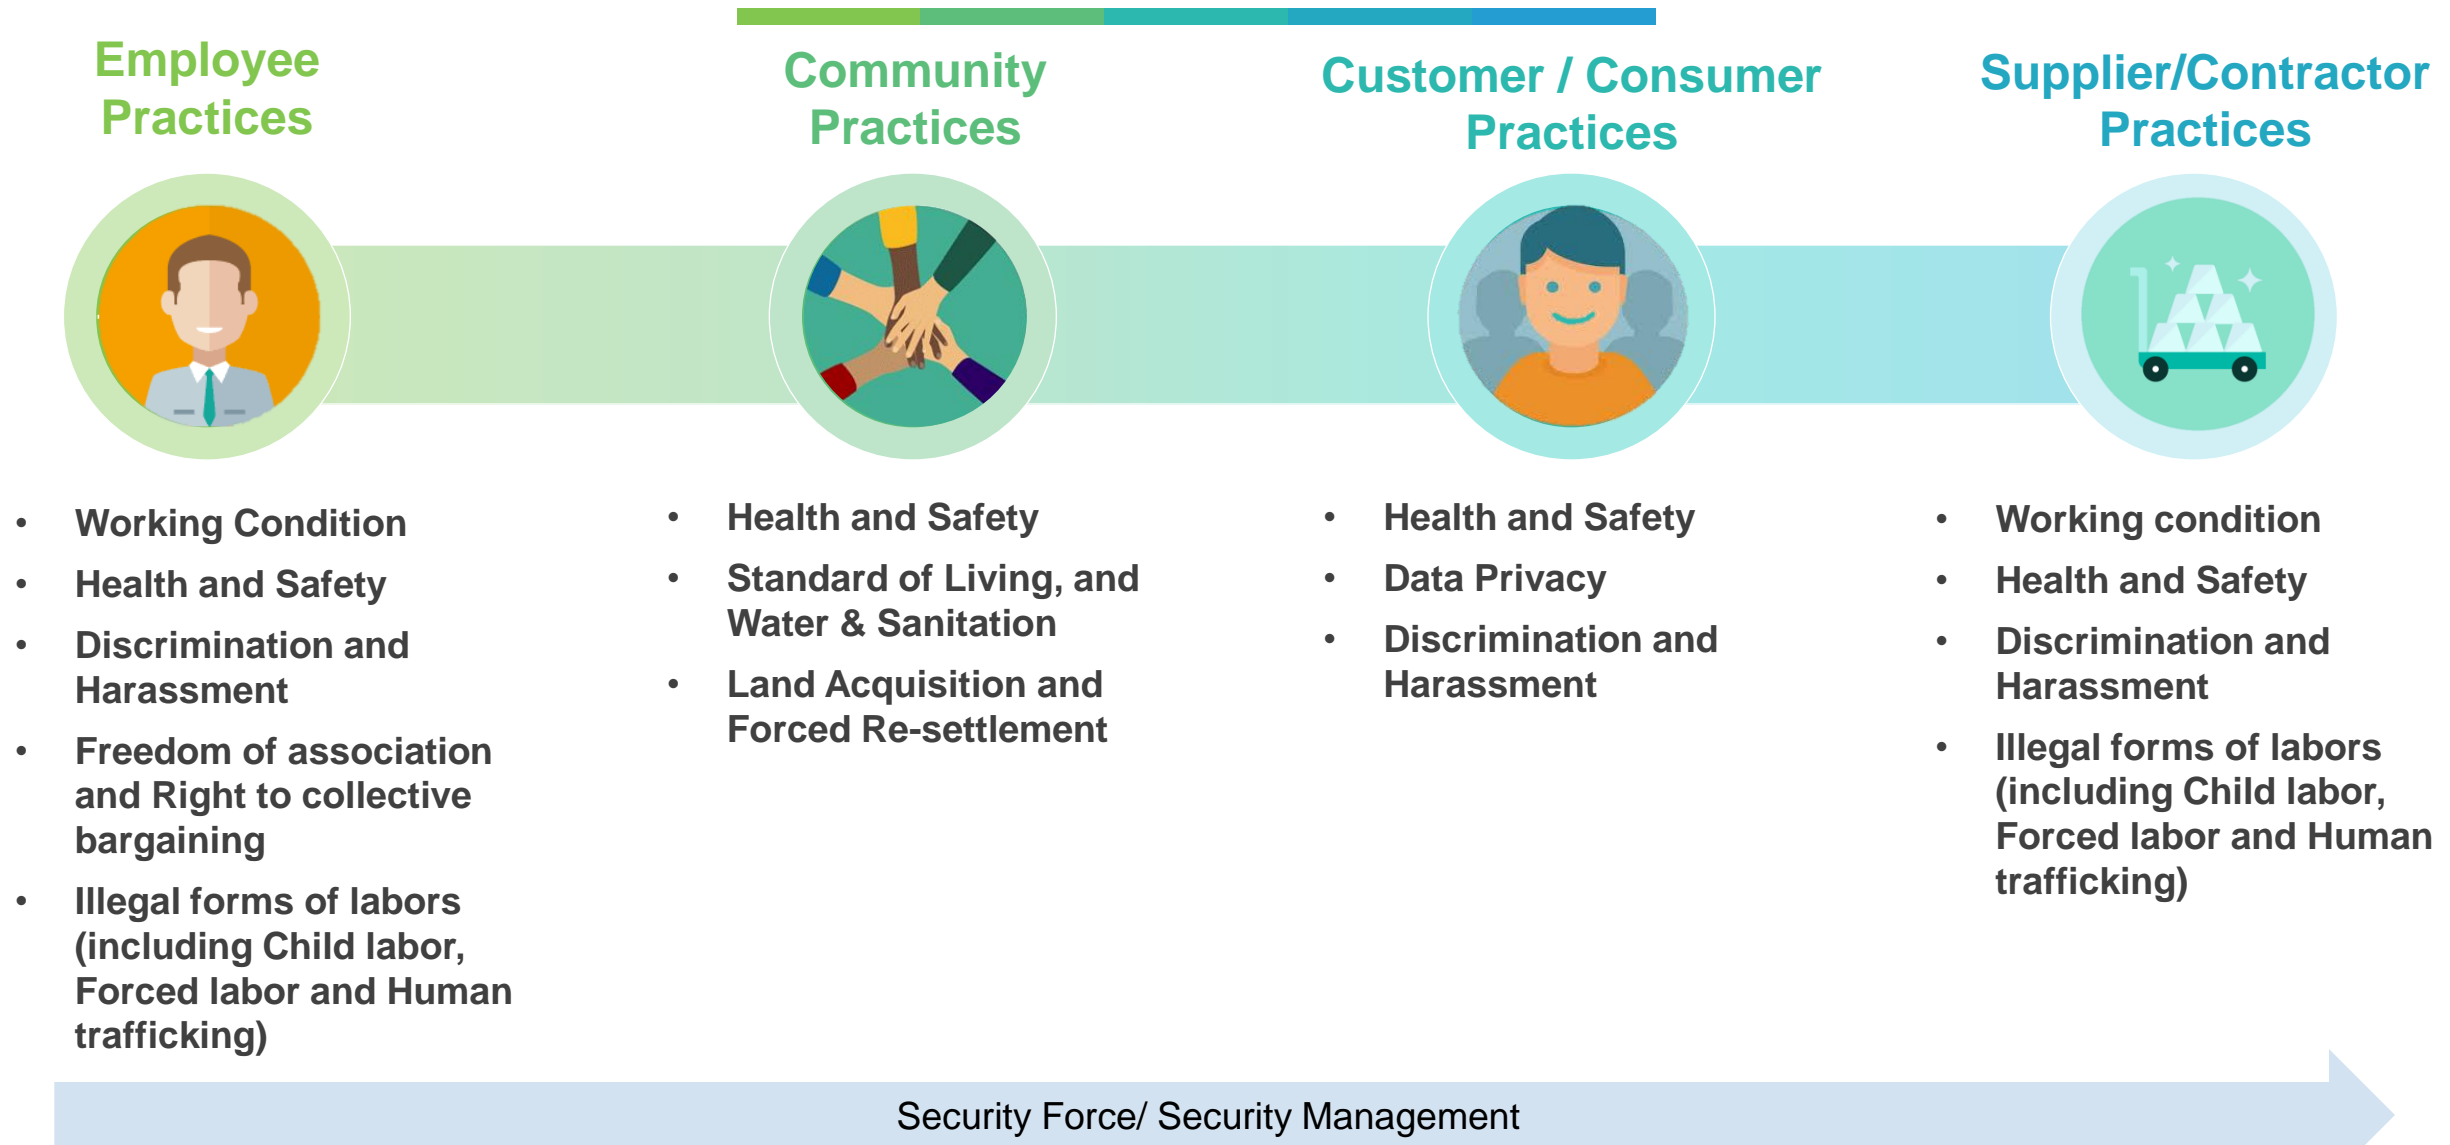 Employee
Practices
Community
Practices
Customer / Consumer
Practices
Supplier/Contractor
Practices
• Working Condition
• Health and Safety
• Discrimination and
Harassment
• Freedom of association
and Right to collective
bargaining
• Illegal forms of labors
(including Child labor,
Forced labor and Human
trafficking)
• Health and Safety
• Standard of Living, and
Water & Sanitation
• Land Acquisition and
Forced Re-settlement
• Health and Safety
• Data Privacy
• Discrimination and
Harassment
• Working condition
• Health and Safety
• Discrimination and
Harassment
• Illegal forms of labors
(including Child labor,
Forced labor and Human
trafficking)
Security Force/ Security Management